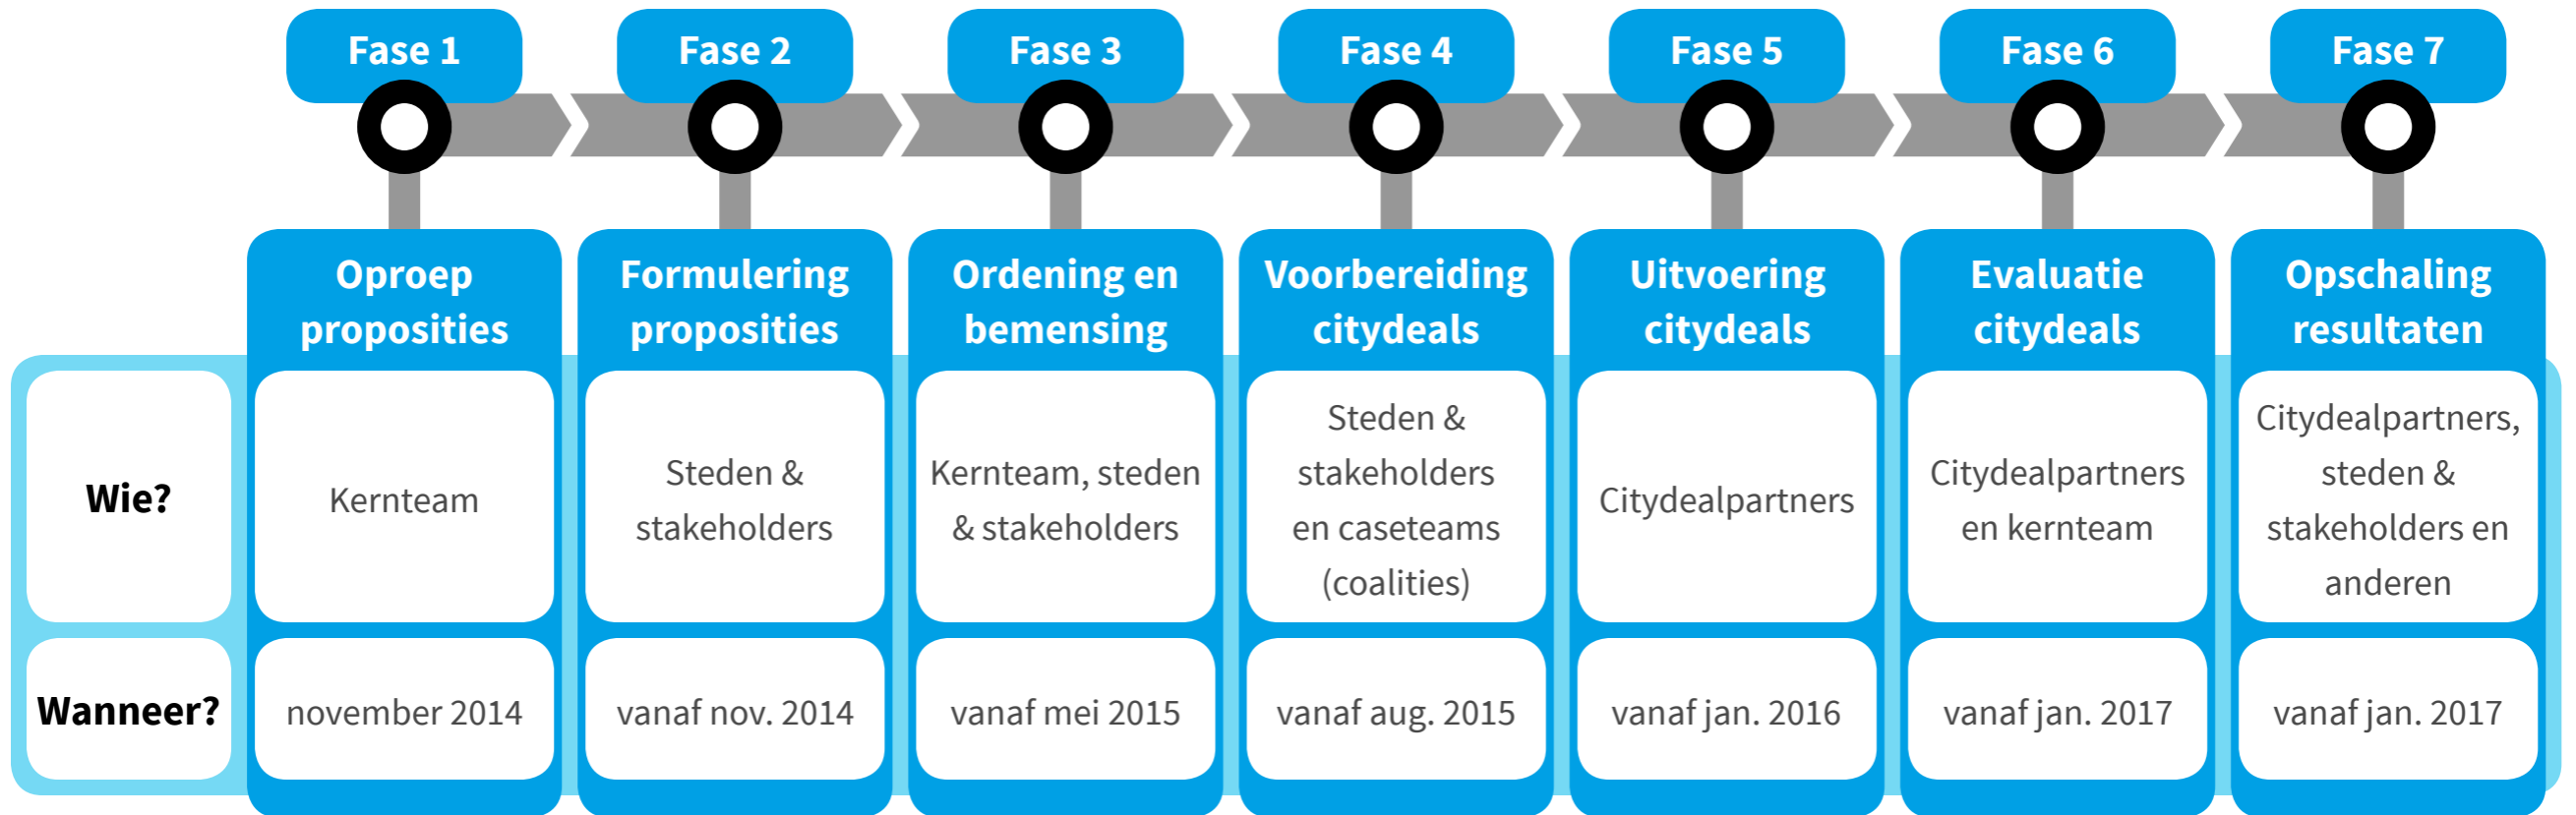 Fase 1
Fase 2
Fase 3
Fase 4
Fase 5
Fase 6
Fase 7
Oproep
proposities
Formulering
proposities
Ordening en
bemensing
Voorbereiding
citydeals
Uitvoering
citydeals
Evaluatie
citydeals
Opschaling
resultaten
Wie?
Kernteam
Steden &
stakeholders
Kernteam, steden
& stakeholders
Steden &
stakeholders
en caseteams
(coalities)
Citydealpartners
Citydealpartners
en kernteam
Citydealpartners,
steden &
stakeholders en
anderen
Wanneer?
november 2014
vanaf nov. 2014
vanaf mei 2015
vanaf aug. 2015
vanaf jan. 2016
vanaf jan. 2017
vanaf jan. 2017